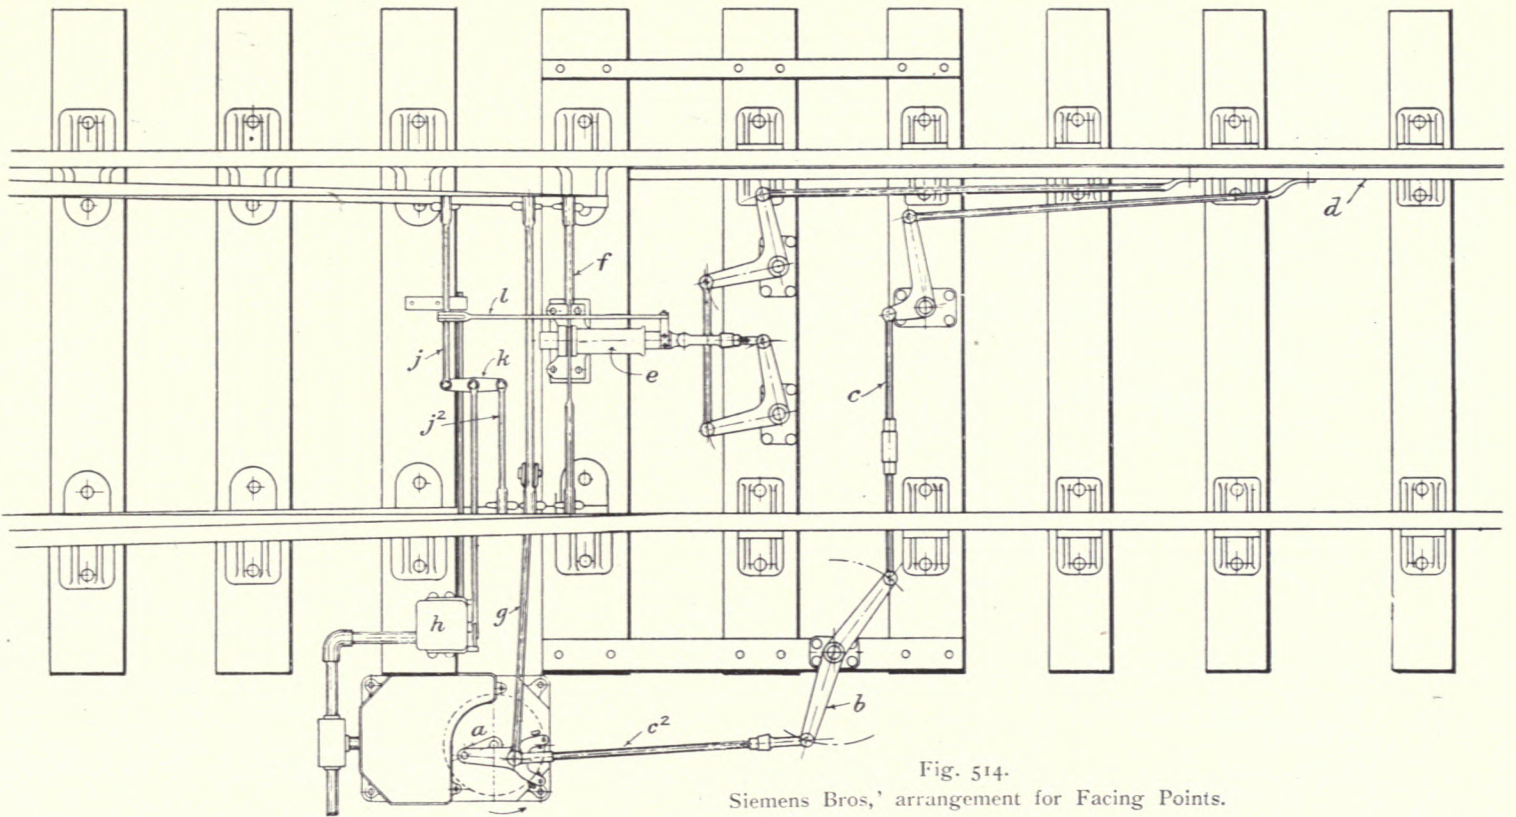 d
f
l
j
k
e
c
j²
h
g
a
b
c²
Fig. 514.
Siemens Bros,' arrangement for Facing Points.